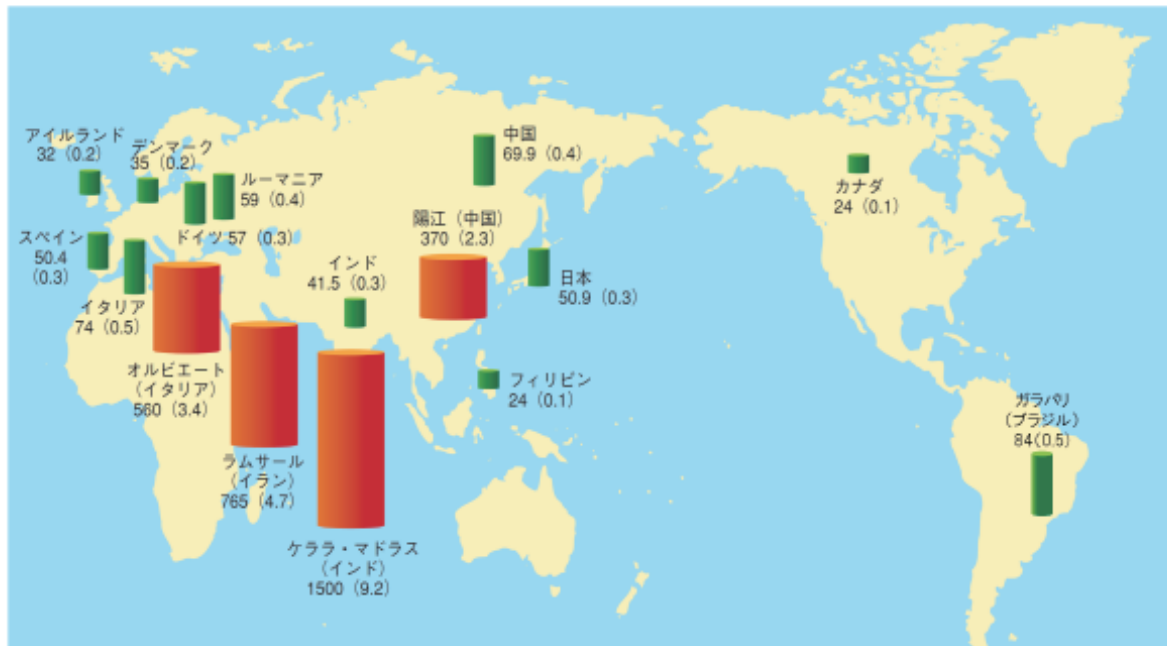 アイルランド
32（0.2）
デンマーク
35（0.2）
ルーマニア
59（0.4）
ドイツ 57（0.3）
スペイン
50.4
（0.3）
イタリア
74（0.5）
オルビエート
（イタリア）
560（3.4）
ラムサール
（イラン）
765（4.7）
インド
41.5（0.3）
ケララ・マドラス
（インド）
1500（9.2）
中国
69.9（0.4）
陽江（中国）
370（2.3）
日本
50.9（0.3）
フィリピン
24（0.1）
カナダ
24（0.1）
ガラパリ
（ブラジル）
84(0.5)